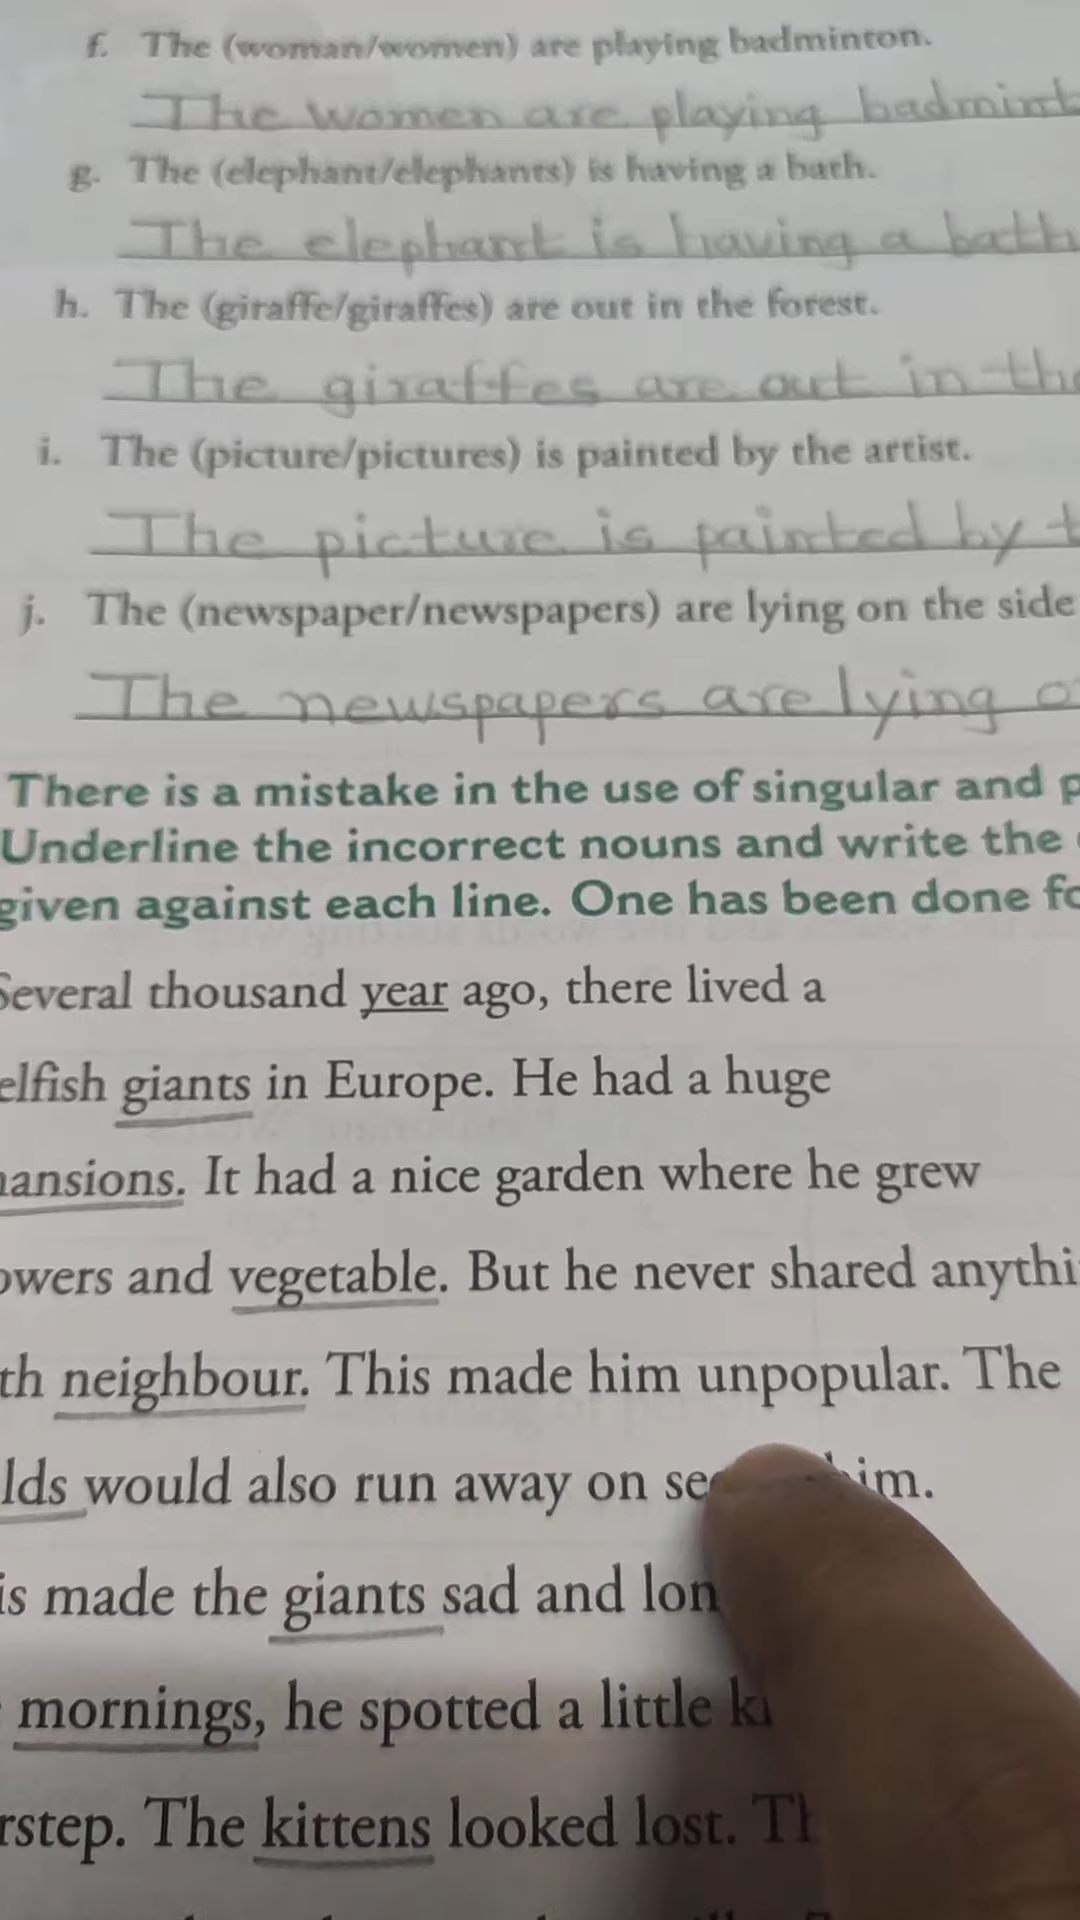 f. The (woman/women) are playing badminton.
The women are playing badmint
g. The (elephant/elephants) is having a bath.
The elephant is having a bath
h. The (giraffe/giraffes) are out in the forest.
The giraffes are out in the
i. The (picture/pictures) is painted by the artist.
The picture is painted by t
j. The (newspaper/newspapers) are lying on the side
The newspapers are lying o
There is a mistake in the use of singular and p
Underline the incorrect nouns and write the
given against each line. One has been done fo
Several thousand year ago, there lived a
elfish giants in Europe. He had a huge
ansions. It had a nice garden where he grew
owers and vegetable. But he never shared anythi
th neighbour. This made him unpopular. The
lds would also run away on se him.
is made the giants sad and lon
mornings, he spotted a little ki
rstep. The kittens looked lost. Th